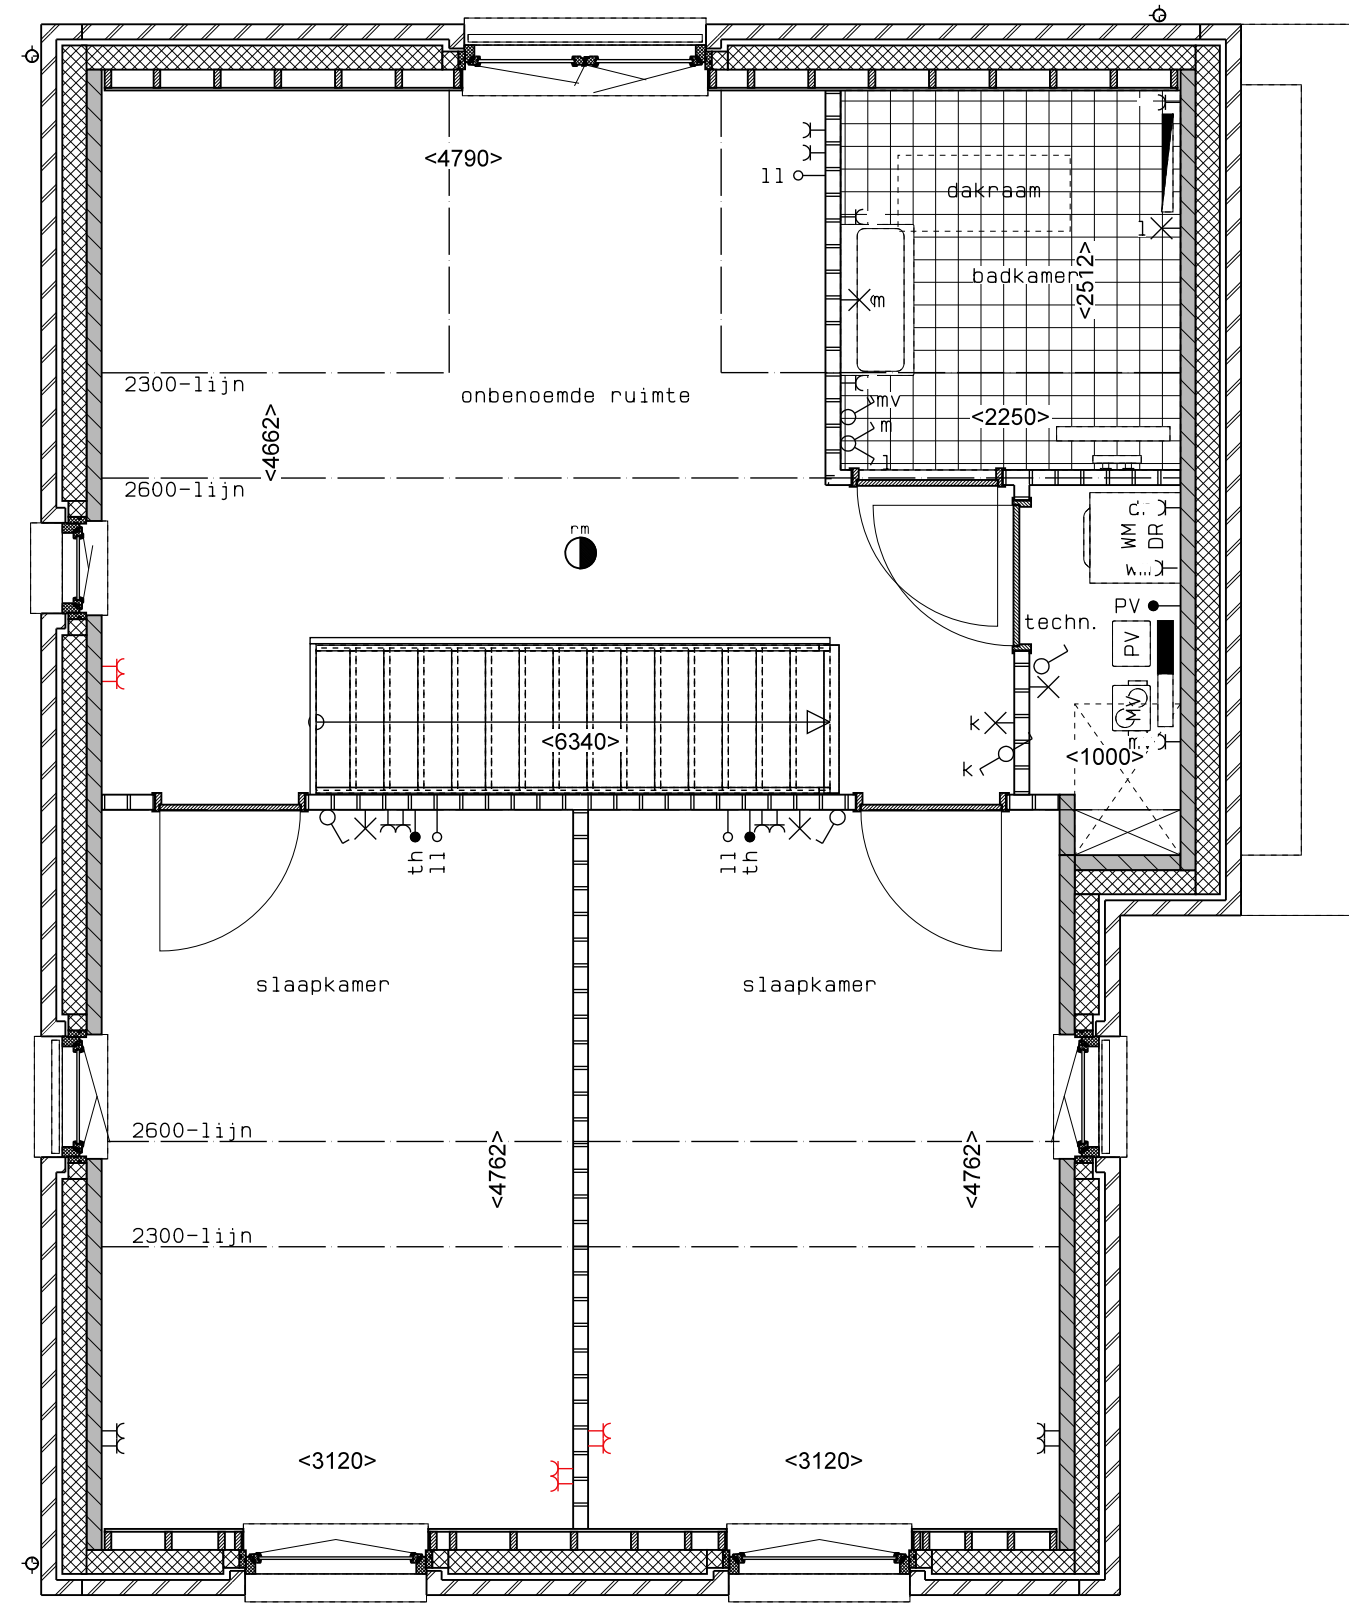 <4790>
ll
dakraam
l
badkamer
<2512>
m
2300-lijn
onbenoemde ruimte
mv
m
<4662>
<2250>
l
2600-lijn
rm
WM
DR
PV
techn.
PV
MV
k
<6340>
<1000>
k
th
ll
ll
th
slaapkamer
slaapkamer
2600-lijn
<4762>
<4762>
2300-lijn
<3120>
<3120>